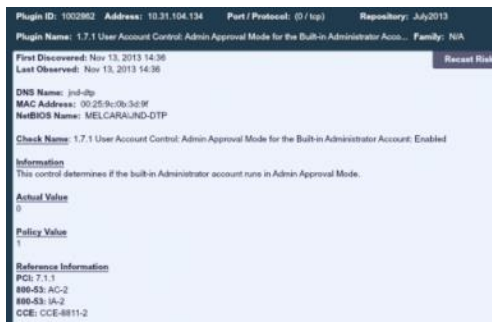 Plugin ID: 1002862 Address: 10.31.104.134 Port / Protocol: (0 / tcp) Repository: July2013
Plugin Name: 1.7.1 User Account Control: Admin Approval Mode for the Built-in Administrator Acco... Family: N/A
First Discovered: Nov 13, 2013 14:36 Recast Risk
Last Observed: Nov 13, 2013 14:36
DNS Name: jnd-dtp
MAC Address: 00:25:9c:0b:3d:9f
NetBIOS Name: MELCARA\JND-DTP
Check Name: 1.7.1 User Account Control: Admin Approval Mode for the Built-in Administrator Account: Enabled
Information
This control determines if the built-in Administrator account runs in Admin Approval Mode.
Actual Value
0
Policy Value
1
Reference Information
PCI: 7.1.1
800-53: AC-2
800-53: IA-2
CCE: CCE-8811-2